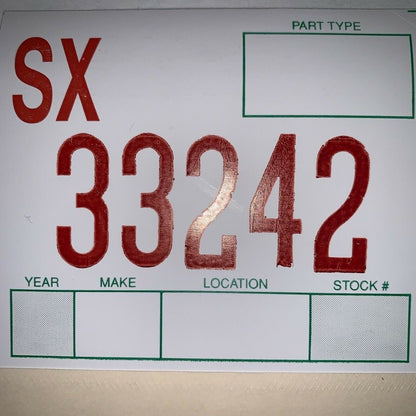 PART TYPE
SX
33242
YEAR MAKE LOCATION STOCK #